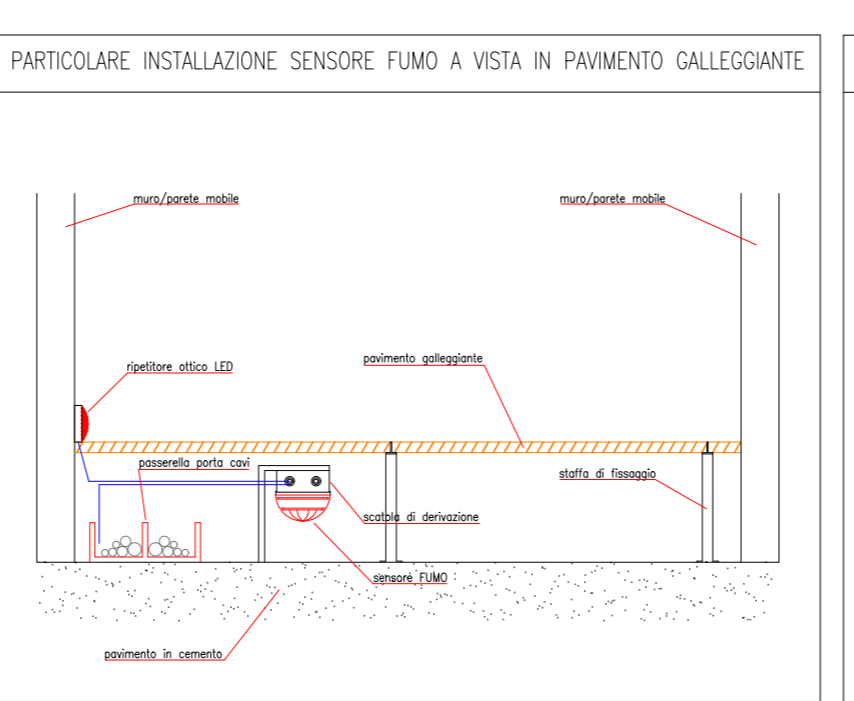 PARTICOLARE INSTALLAZIONE SENSORE FUMO A VISTA IN PAVIMENTO GALLEGGIANTE
muro/parete mobile
muro/parete mobile
ripetitore ottico LED
pavimento galleggiante
passerella porta cavi
staffa di fissaggio
scatola di derivazione
sensore FUMO
pavimento in cemento